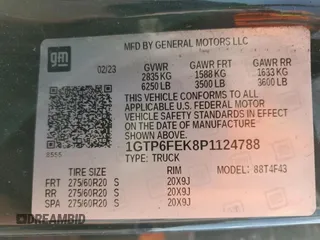 gm
MFD BY GENERAL MOTORS LLC
02/23 GVWR GAWR FRT GAWR RR
2835 KG 1588 KG 1633 KG
6250 LB 3500 LB 3600 LB
THIS VEHICLE CONFORMS TO ALL
APPLICABLE U.S. FEDERAL MOTOR VEHICLE SAFETY
STANDARDS IN EFFECT ON THE DATE OF
MANUFACTURE SHOWN ABOVE.
1GTP6FEK8P1124788
8555 TYPE: TRUCK MODEL: 88T4F43
TIRE SIZE RIM
FRT 275/60R20 S 20X9J
RR 275/60R20 S 20X9J
SPA 275/60R20 S 20X9J